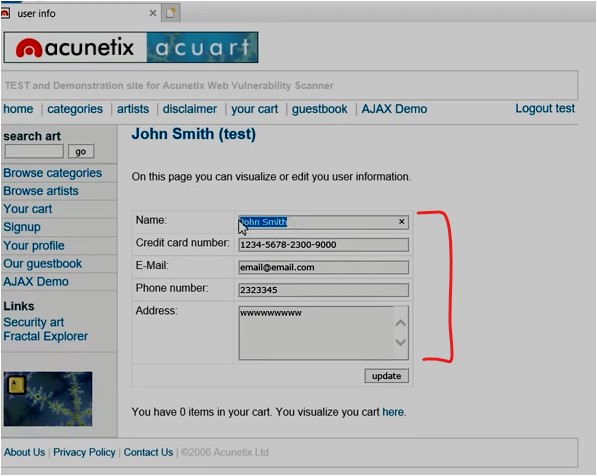 user info
acunetix acuart
TEST and Demonstration site for Acunetix Web Vulnerability Scanner
home | categories | artists | disclaimer | your cart | guestbook | AJAX Demo Logout test
search art
go
Browse categories
Browse artists
Your cart
Signup
Your profile
Our guestbook
AJAX Demo
Links
Security art
Fractal Explorer
A
John Smith (test)
On this page you can visualize or edit you user information.
Name: John Smith
Credit card number: 1234-5678-2300-9000
E-Mail: email@email.com
Phone number: 2323345
Address: wwwwwwwwww
update
You have 0 items in your cart. You visualize you cart here.
About Us | Privacy Policy | Contact Us | ©2006 Acunetix Ltd